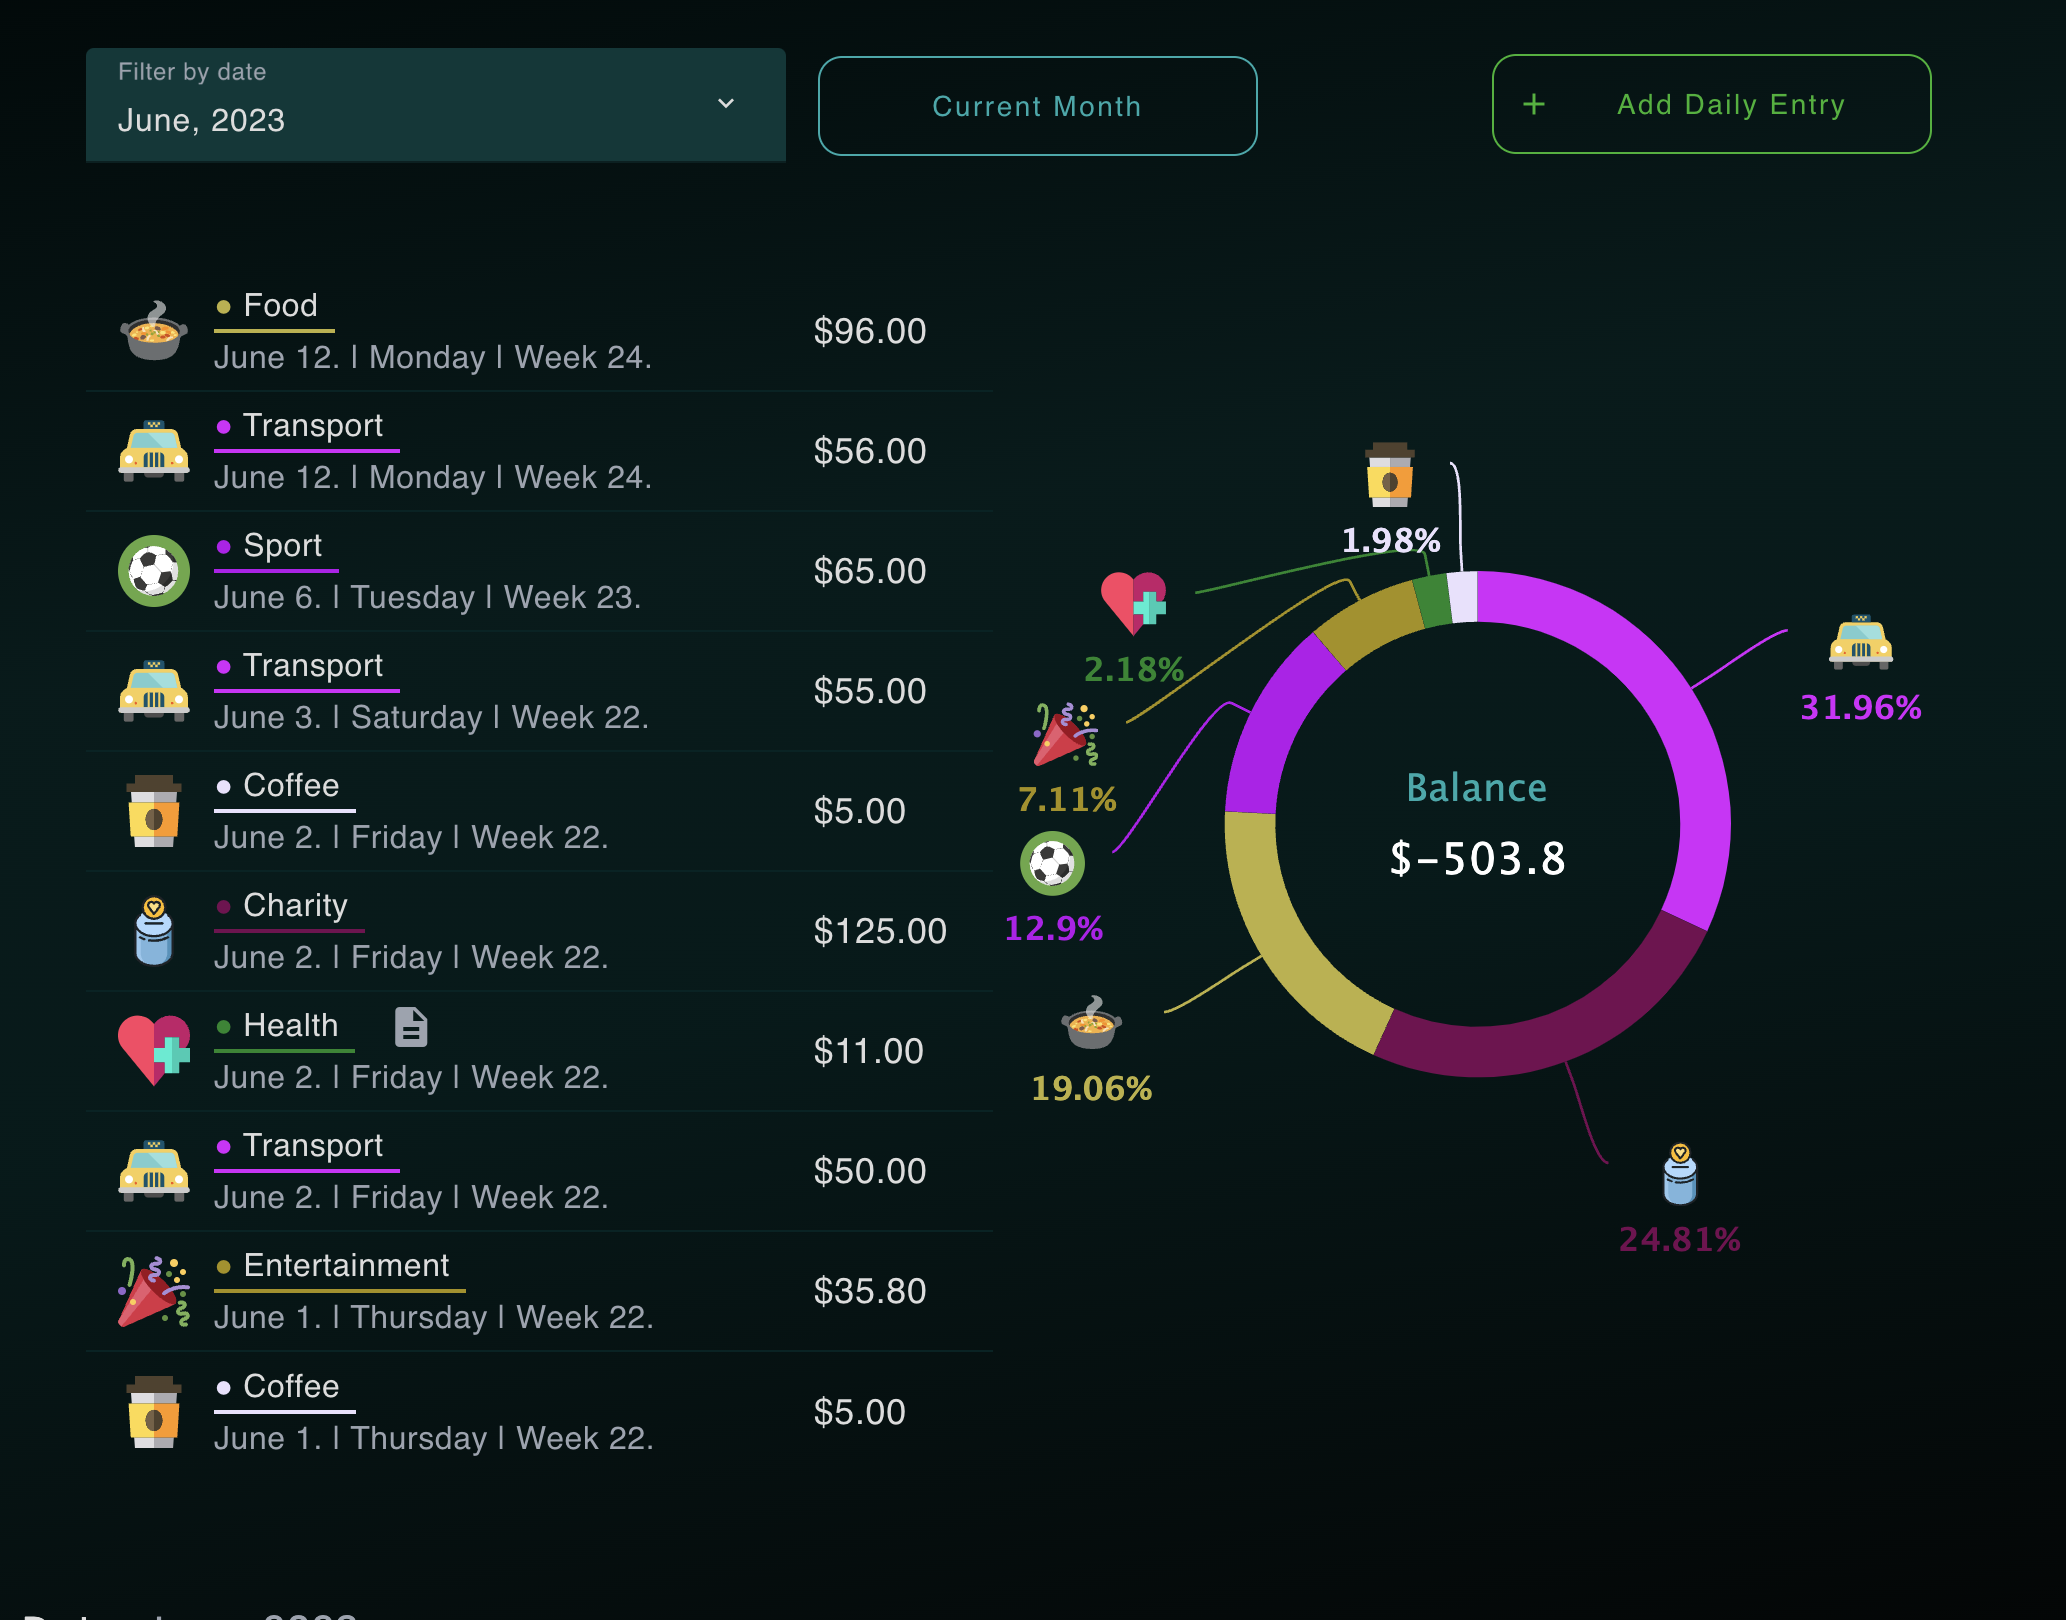 Filter by date
June, 2023
Current Month
+ Add Daily Entry
Food
June 12. | Monday | Week 24.
$96.00
Transport
June 12. | Monday | Week 24.
$56.00
Sport
June 6. | Tuesday | Week 23.
$65.00
Transport
June 3. | Saturday | Week 22.
$55.00
Coffee
June 2. | Friday | Week 22.
$5.00
Charity
June 2. | Friday | Week 22.
$125.00
Health
June 2. | Friday | Week 22.
$11.00
Transport
June 2. | Friday | Week 22.
$50.00
Entertainment
June 1. | Thursday | Week 22.
$35.80
Coffee
June 1. | Thursday | Week 22.
$5.00
1.98%
2.18%
31.96%
7.11%
Balance
$-503.8
12.9%
19.06%
24.81%